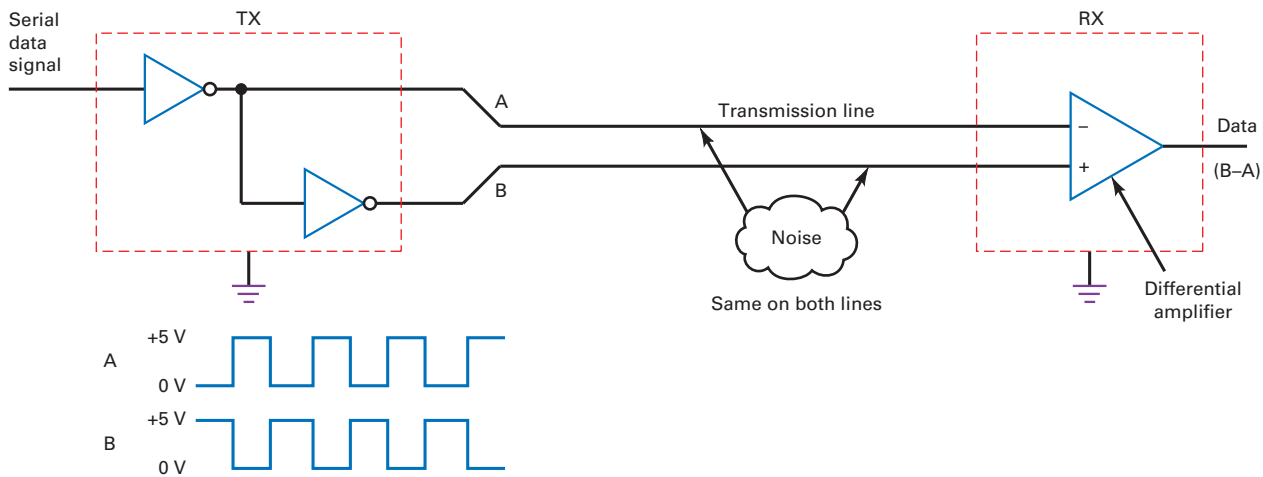 Serial
data
signal
TX
RX
A
Transmission line
–
Data
+
(B–A)
B
Noise
Same on both lines
Differential
amplifier
+5 V
A
0 V
+5 V
B
0 V